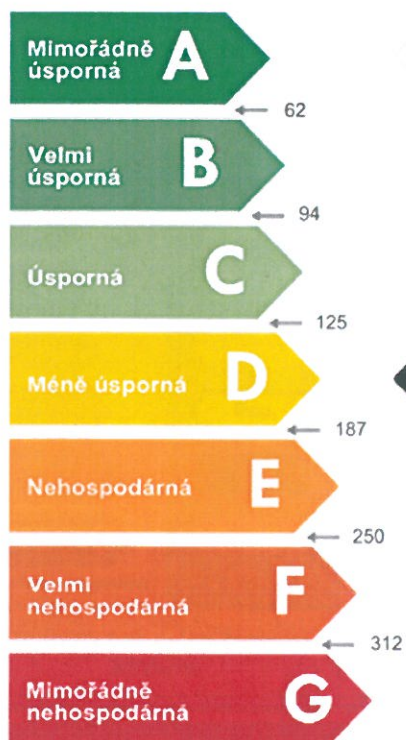 Mimořádně
úsporná A
62
Velmi
úsporná B
94
Úsporná C
125
Méně úsporná D
187
Nehospodárná E
250
Velmi
nehospodárná F
312
Mimořádně
nehospodárná G